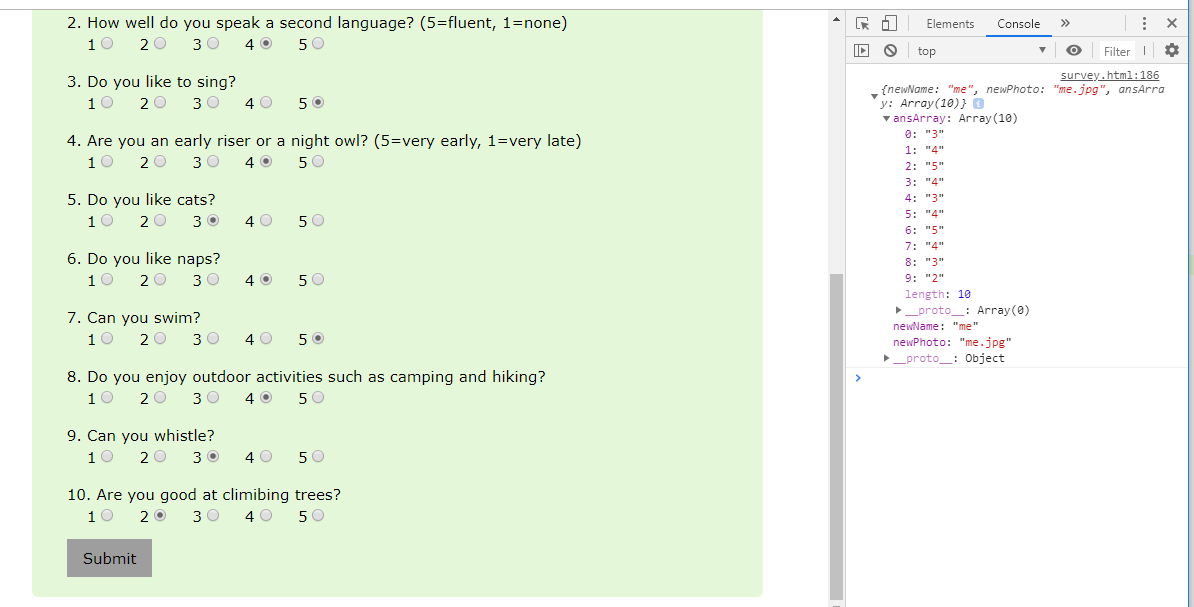 2. How well do you speak a second language? (5=fluent, 1=none)
1 2 3 4 5
3. Do you like to sing?
1 2 3 4 5
4. Are you an early riser or a night owl? (5=very early, 1=very late)
1 2 3 4 5
5. Do you like cats?
1 2 3 4 5
6. Do you like naps?
1 2 3 4 5
7. Can you swim?
1 2 3 4 5
8. Do you enjoy outdoor activities such as camping and hiking?
1 2 3 4 5
9. Can you whistle?
1 2 3 4 5
10. Are you good at climibing trees?
1 2 3 4 5
Submit
Elements Console »
top Filter
survey.html:186
{newName: "me", newPhoto: "me.jpg", ansArra
y: Array(10)} i
ansArray: Array(10)
0: "3"
1: "4"
2: "5"
3: "4"
4: "3"
5: "4"
6: "5"
7: "4"
8: "3"
9: "2"
length: 10
__proto__: Array(0)
newName: "me"
newPhoto: "me.jpg"
__proto__: Object